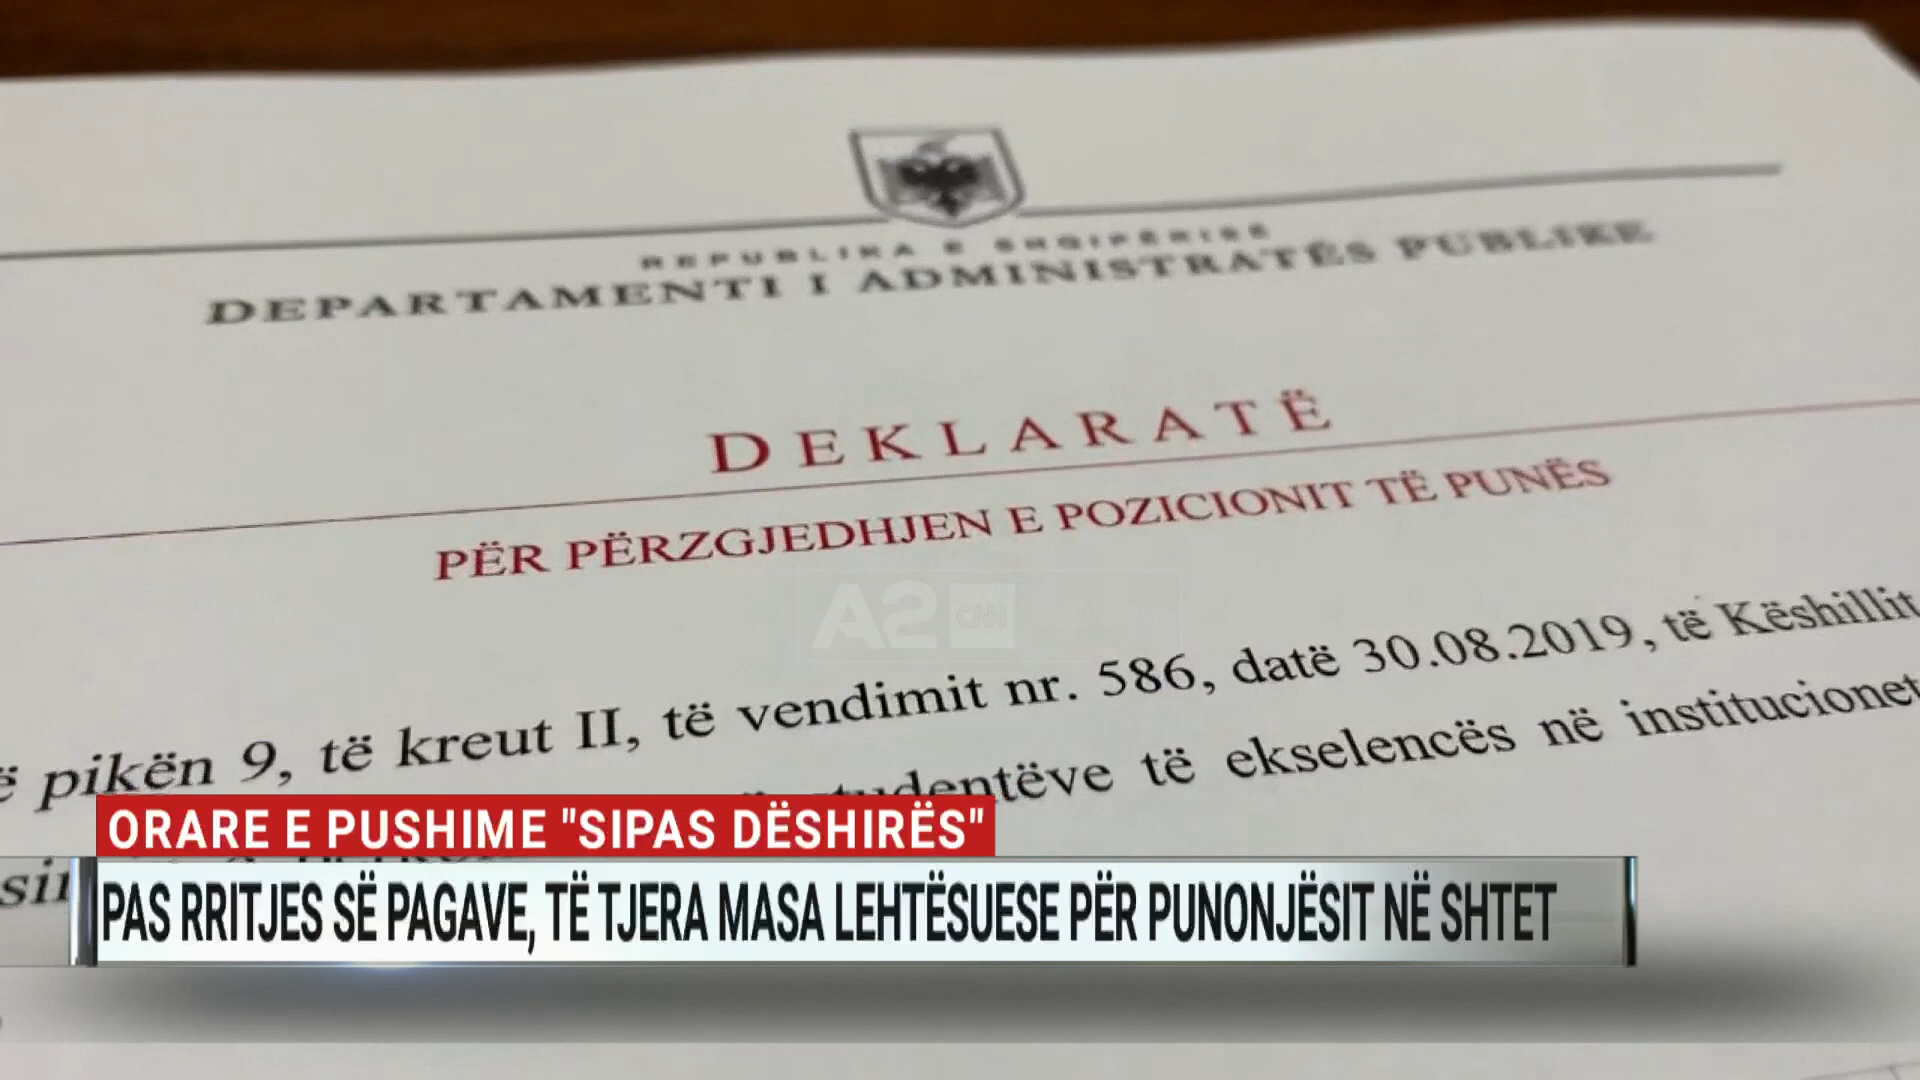 REPUBLIKA E SHQIPËRISË
DEPARTAMENTI I ADMINISTRATËS PUBLIKE
DEKLARATË
PËR PËRZGJEDHJEN E POZICIONIT TË PUNËS
A2 CNN
pikën 9, të kreut II, të vendimit nr. 586, datë 30.08.2019, të Këshillit
studentëve të ekselencës në institucionet
ORARE E PUSHIME "SIPAS DËSHIRËS"
PAS RRITJES SË PAGAVE, TË TJERA MASA LEHTËSUESE PËR PUNONJËSIT NË SHTET